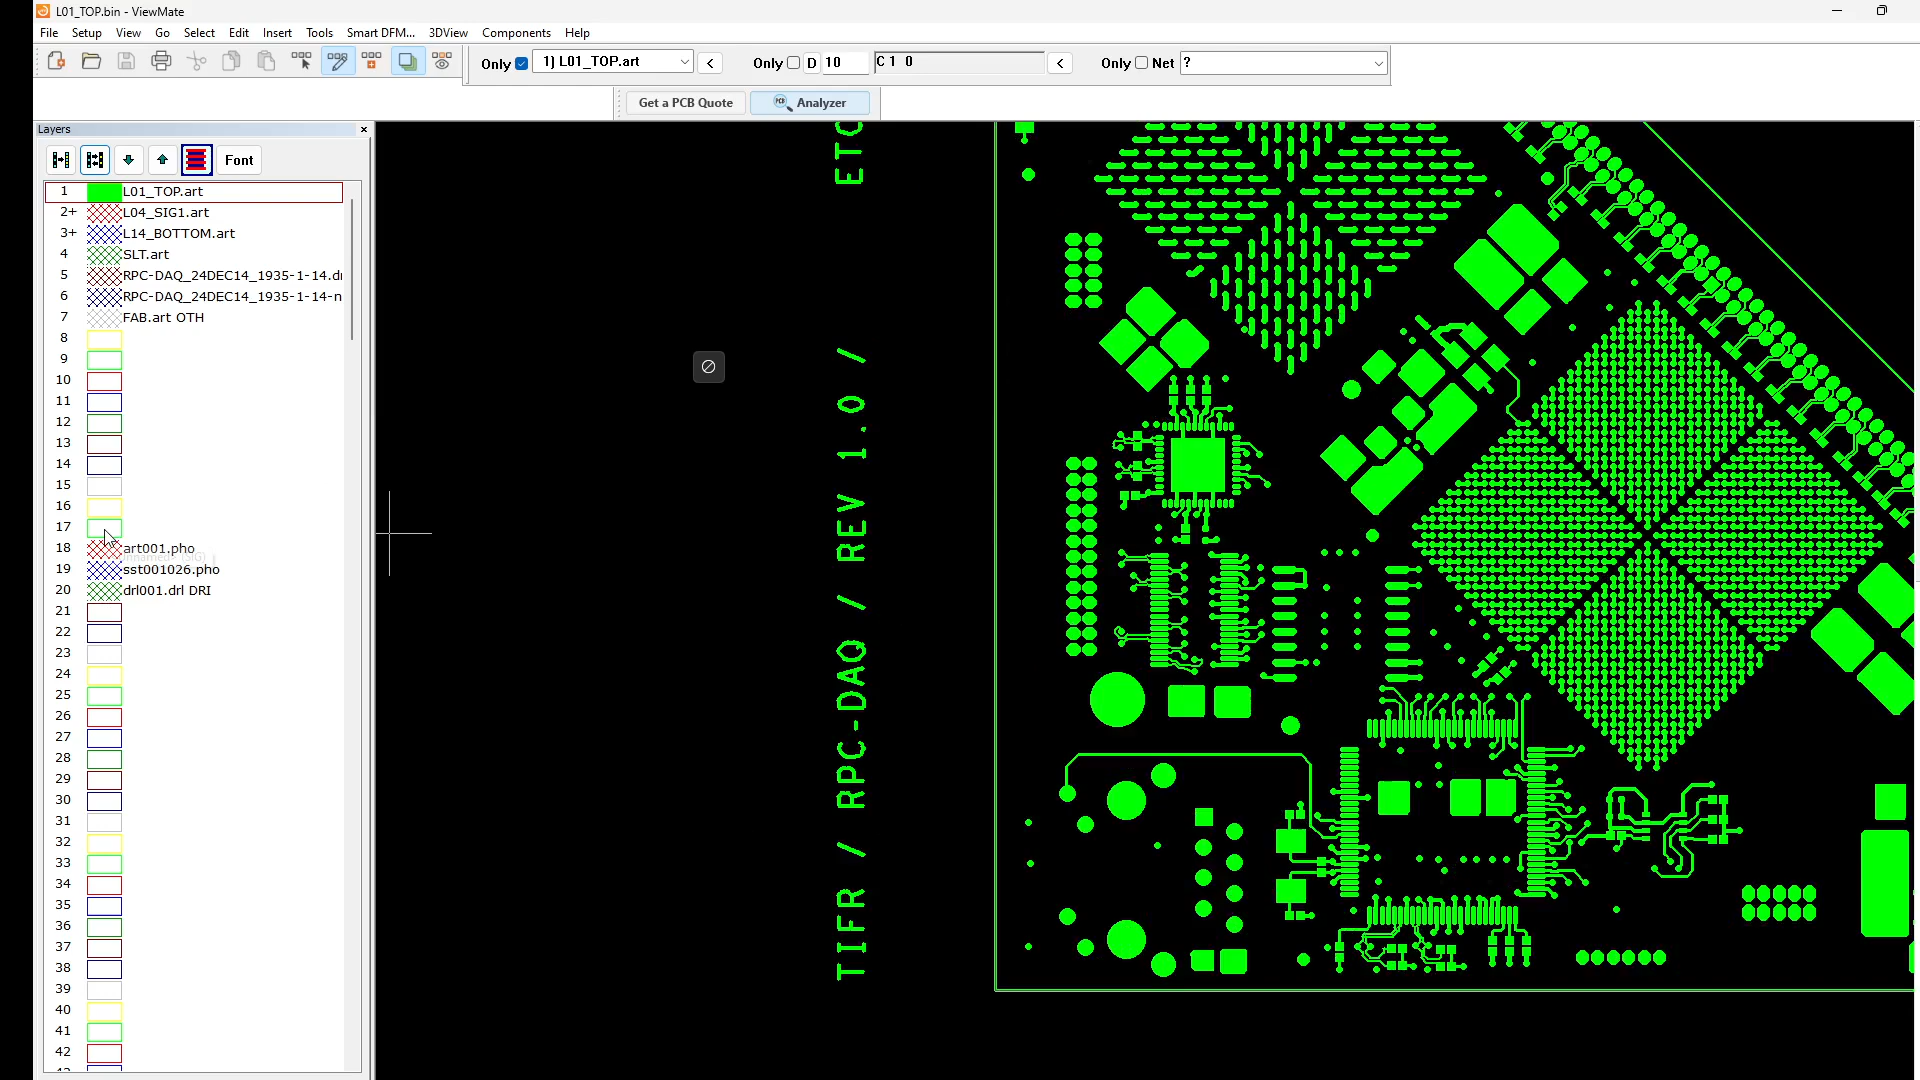 L01_TOP.bin - ViewMate
File Setup View Go Select Edit Insert Tools Smart DFM... 3DView Components Help
Only 1) L01_TOP.art < Only D 10 C 1 0 < Only Net ?
Get a PCB Quote PCB Analyzer
Layers
Font
1 L01_TOP.art
2+ L04_SIG1.art
3+ L14_BOTTOM.art
4 SLT.art
5 RPC-DAQ_24DEC14_1935-1-14.d
6 RPC-DAQ_24DEC14_1935-1-14-n
7 FAB.art OTH
8
9
10
11
12
13
14
15
16
17
18 art001.pho
19 sst001026.pho
20 drl001.drl DRI
21
22
23
24
25
26
27
28
29
30
31
32
33
34
35
36
37
38
39
40
41
42
TIFR / RPC-DAQ / REV 1.0 / ETC